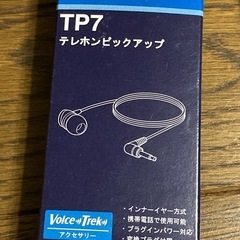 TP7
テレホンピックアップ
・インナーイヤー方式
・携帯電話で使用可能
・プラグインパワー対応
Voice Trek
アクセサリー